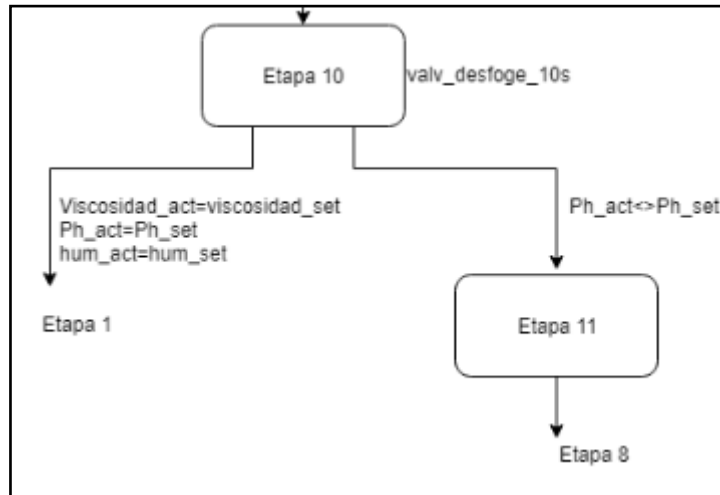 Etapa 10
valv_desfoge_10s
Viscosidad_act=viscosidad_set
Ph_act=Ph_set
hum_act=hum_set
Ph_act<>Ph_set
Etapa 1
Etapa 11
Etapa 8